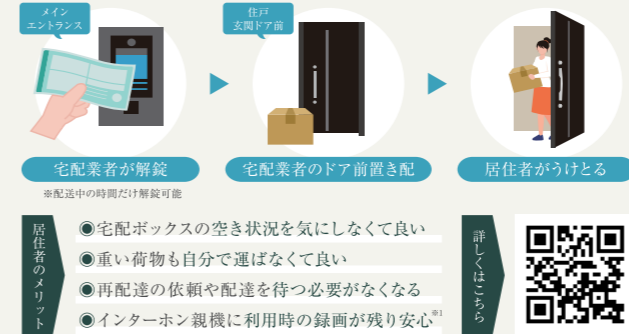 メイン
エントランス
住戸
玄関ドア前
宅配業者が解錠
宅配業者のドア前置き配
居住者がうけとる
※配送中の時間だけ解錠可能
居住者のメリット
◉宅配ボックスの空き状況を気にしなくて良い
◉重い荷物も自分で運ばなくて良い
◉再配達の依頼や配達を待つ必要がなくなる
◉インターホン親機に利用時の録画が残り安心※1
詳しくはこちら